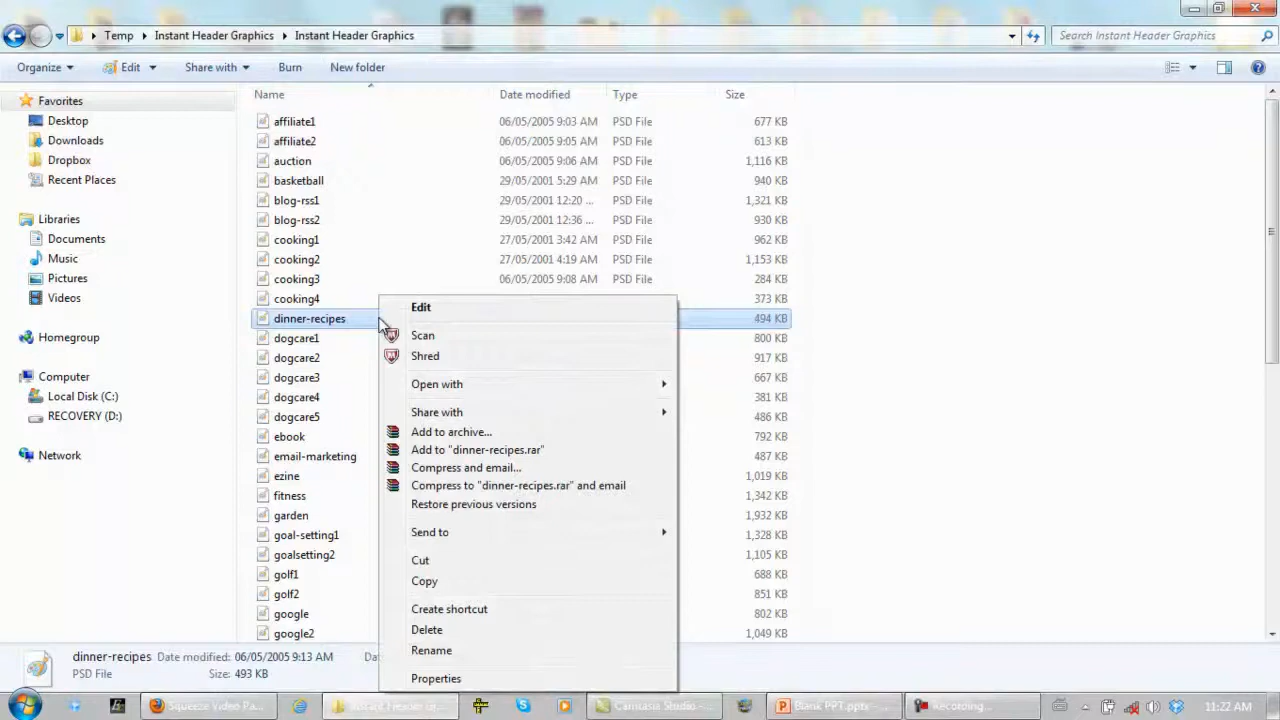 Temp Instant Header Graphics Instant Header Graphics Search Instant Header Graphics
Organize Edit Share with Burn New folder
Name Date modified Type Size
Favorites
Desktop
Downloads
Dropbox
Recent Places
Libraries
Documents
Music
Pictures
Videos
Homegroup
Computer
Local Disk (C:)
RECOVERY (D:)
Network
affiliate1 06/05/2005 9:03 AM PSD File 677 KB
affiliate2 06/05/2005 9:05 AM PSD File 613 KB
auction 06/05/2005 9:06 AM PSD File 1,116 KB
basketball 29/05/2001 5:29 AM PSD File 940 KB
blog-rss1 29/05/2001 12:20 ... PSD File 1,321 KB
blog-rss2 29/05/2001 12:36 ... PSD File 930 KB
cooking1 27/05/2001 3:42 AM PSD File 962 KB
cooking2 27/05/2001 4:19 AM PSD File 1,153 KB
cooking3 06/05/2005 9:08 AM PSD File 284 KB
cooking4 373 KB
dinner-recipes 494 KB
dogcare1 800 KB
dogcare2 917 KB
dogcare3 667 KB
dogcare4 381 KB
dogcare5 486 KB
ebook 792 KB
email-marketing 487 KB
ezine 1,019 KB
fitness 1,342 KB
garden 1,932 KB
goal-setting1 1,328 KB
goalsetting2 1,105 KB
golf1 688 KB
golf2 851 KB
google 802 KB
google2 1,049 KB
Edit
Scan
Shred
Open with
Share with
Add to archive...
Add to "dinner-recipes.rar"
Compress and email...
Compress to "dinner-recipes.rar" and email
Restore previous versions
Send to
Cut
Copy
Create shortcut
Delete
Rename
Properties
dinner-recipes Date modified: 06/05/2005 9:13 AM Da
PSD File Size: 493 KB
Squeeze Video Pa... Instant Header Gr... Camtasia Studio - ... Blank PPT.pptx - ... Recording... 11:22 AM